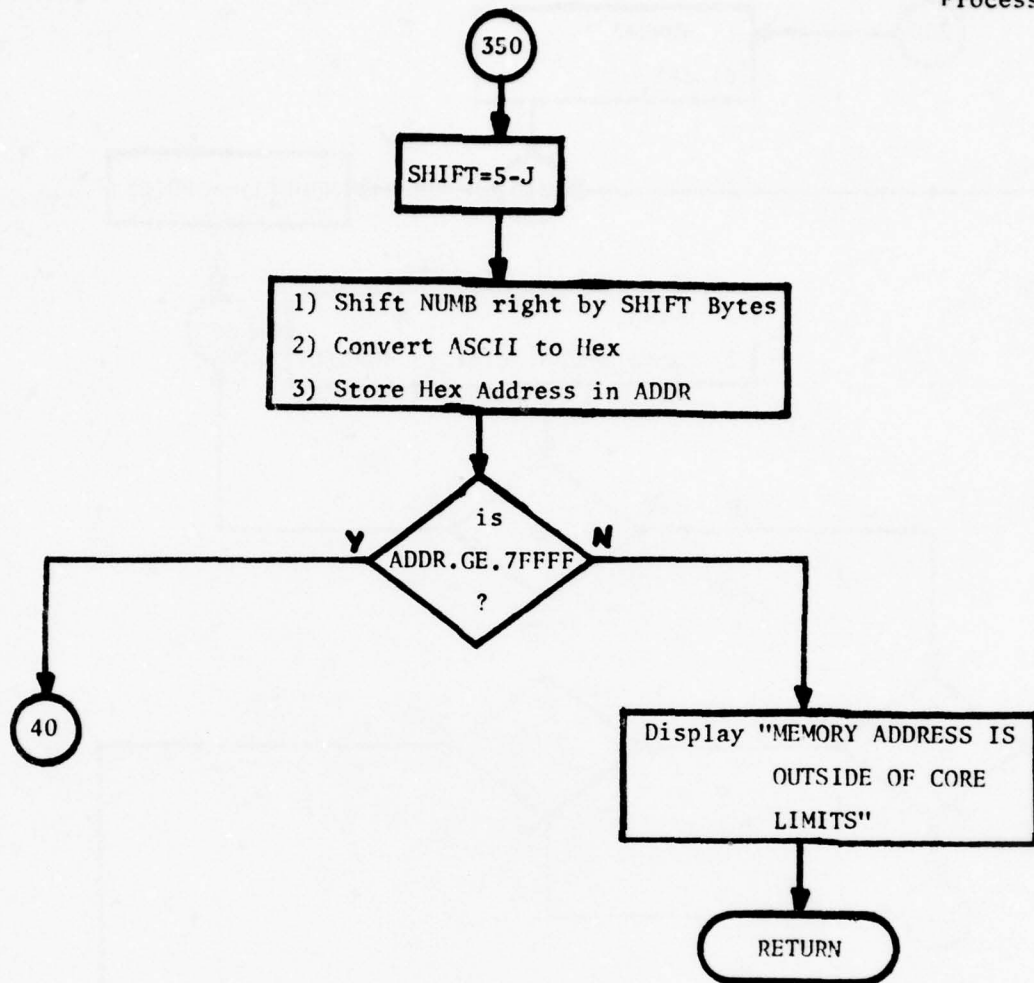 Process
350
SHIFT=5-J
1) Shift NUMB right by SHIFT Bytes
2) Convert ASCII to Hex
3) Store Hex Address in ADDR
is
Y
ADDR.GE.7FFFF
N
?
40
Display "MEMORY ADDRESS IS
OUTSIDE OF CORE
LIMITS"
RETURN